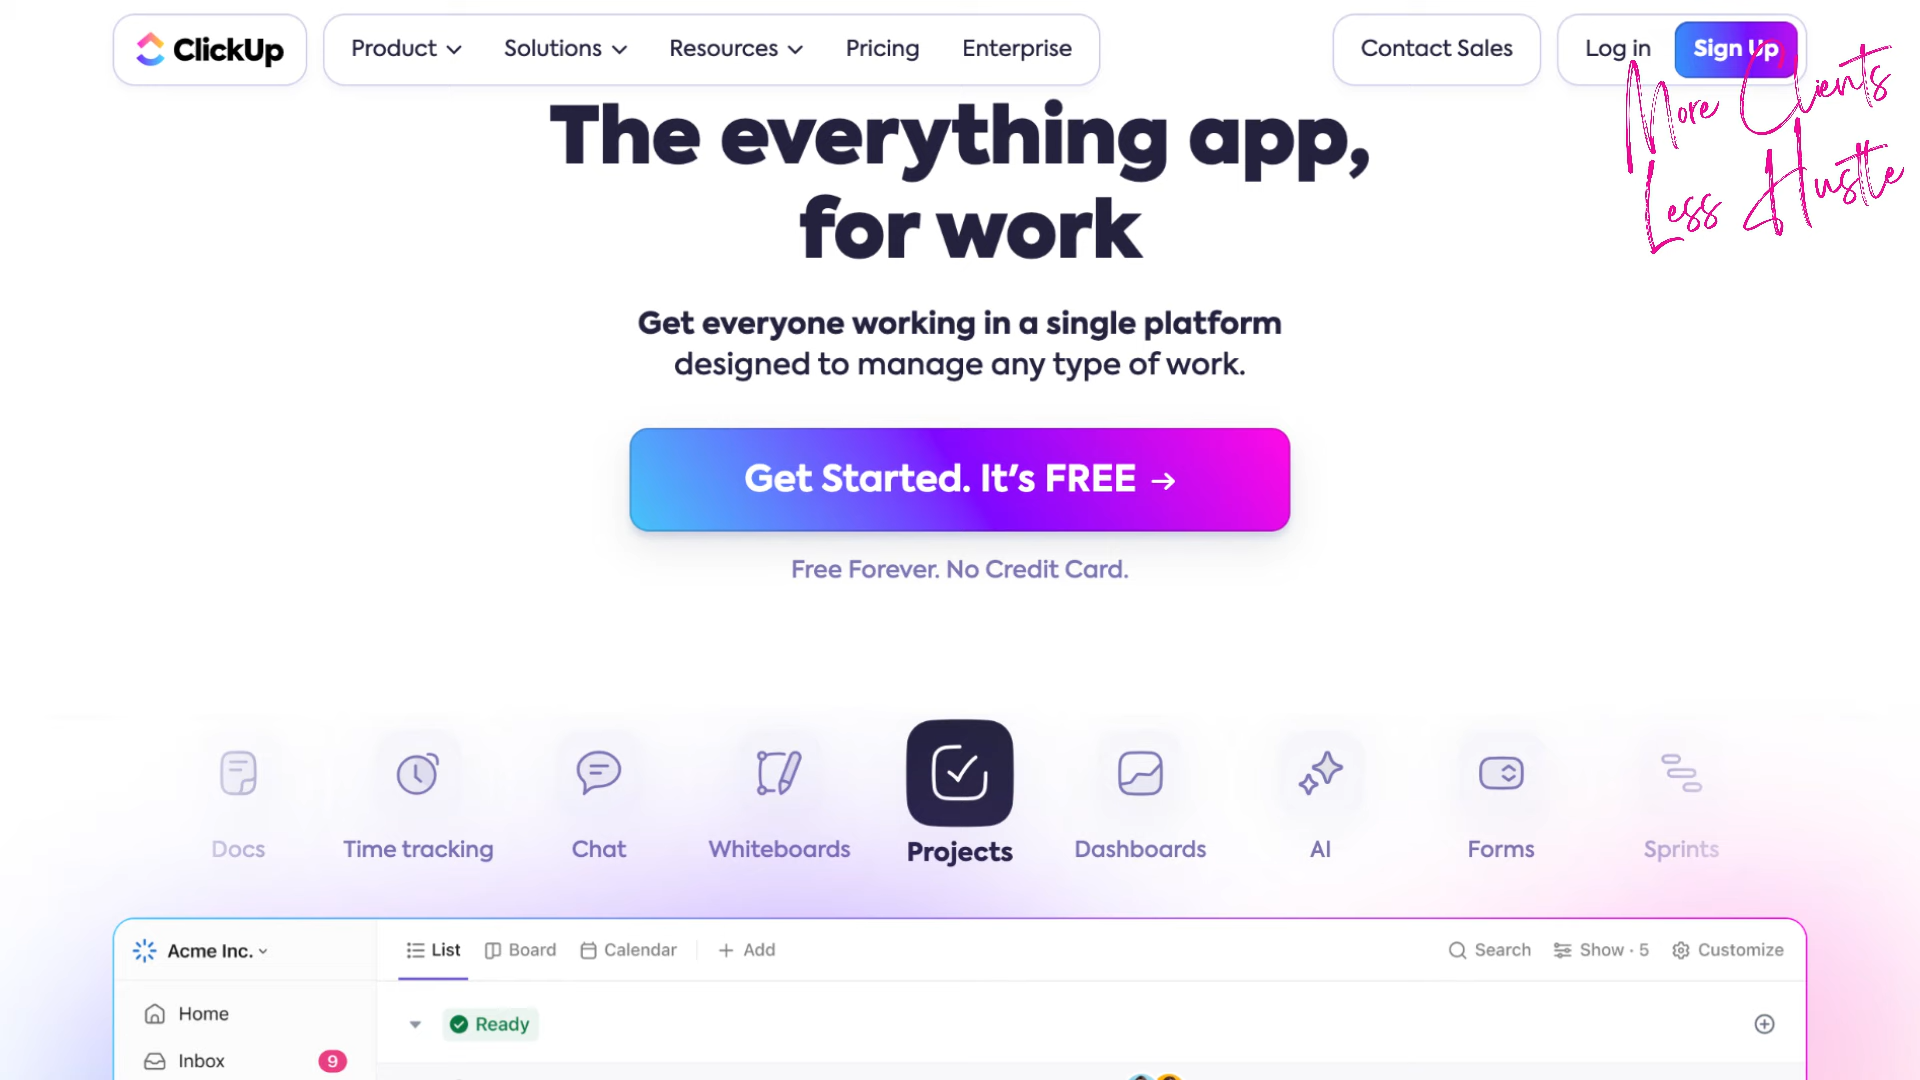 ClickUp
Product Solutions Resources Pricing Enterprise
Contact Sales
Log in Sign Up
More Clients
Less Hustle
The everything app,
for work
Get everyone working in a single platform
designed to manage any type of work.
Get Started. It's FREE →
Free Forever. No Credit Card.
Docs Time tracking Chat Whiteboards Projects Dashboards AI Forms Sprints
Acme Inc. List Board Calendar + Add Search Show · 5 Customize
Home
Ready
Inbox 9